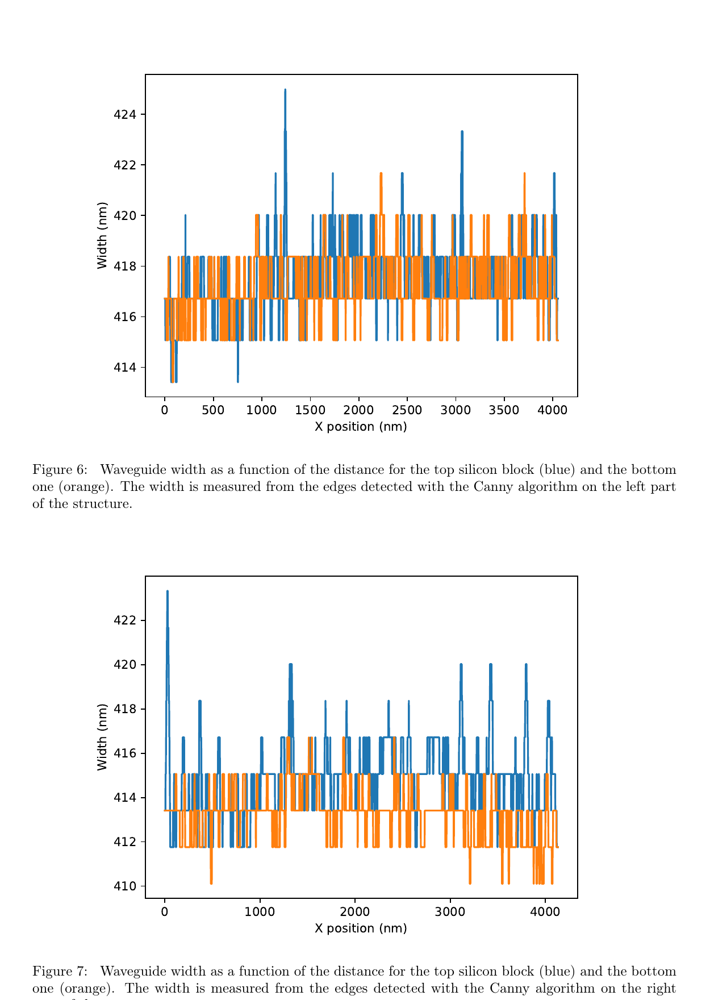 424
422
420
418
416
414
Width (nm)
0 500 1000 1500 2000 2500 3000 3500 4000
X position (nm)
Figure 6: Waveguide width as a function of the distance for the top silicon block (blue) and the bottom
one (orange). The width is measured from the edges detected with the Canny algorithm on the left part
of the structure.
422
420
418
416
414
412
410
Width (nm)
0 1000 2000 3000 4000
X position (nm)
Figure 7: Waveguide width as a function of the distance for the top silicon block (blue) and the bottom
one (orange). The width is measured from the edges detected with the Canny algorithm on the right